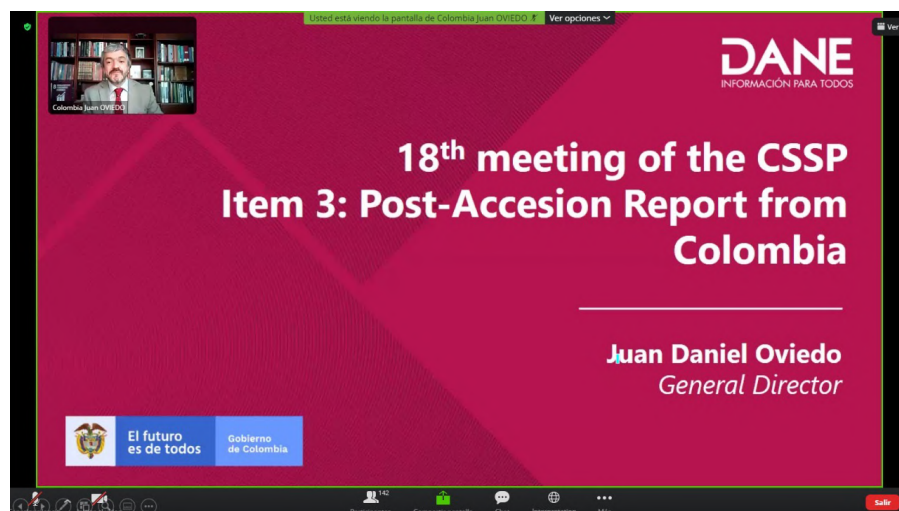 Usted está viendo la pantalla de Colombia Juan OVIEDO
Ver opciones
Ver
Colombia Juan OVIEDO
DANE
INFORMACIÓN PARA TODOS
18th meeting of the CSSP
Item 3: Post-Accesion Report from
Colombia
Juan Daniel Oviedo
General Director
El futuro
es de todos
Gobierno
de Colombia
142
Salir